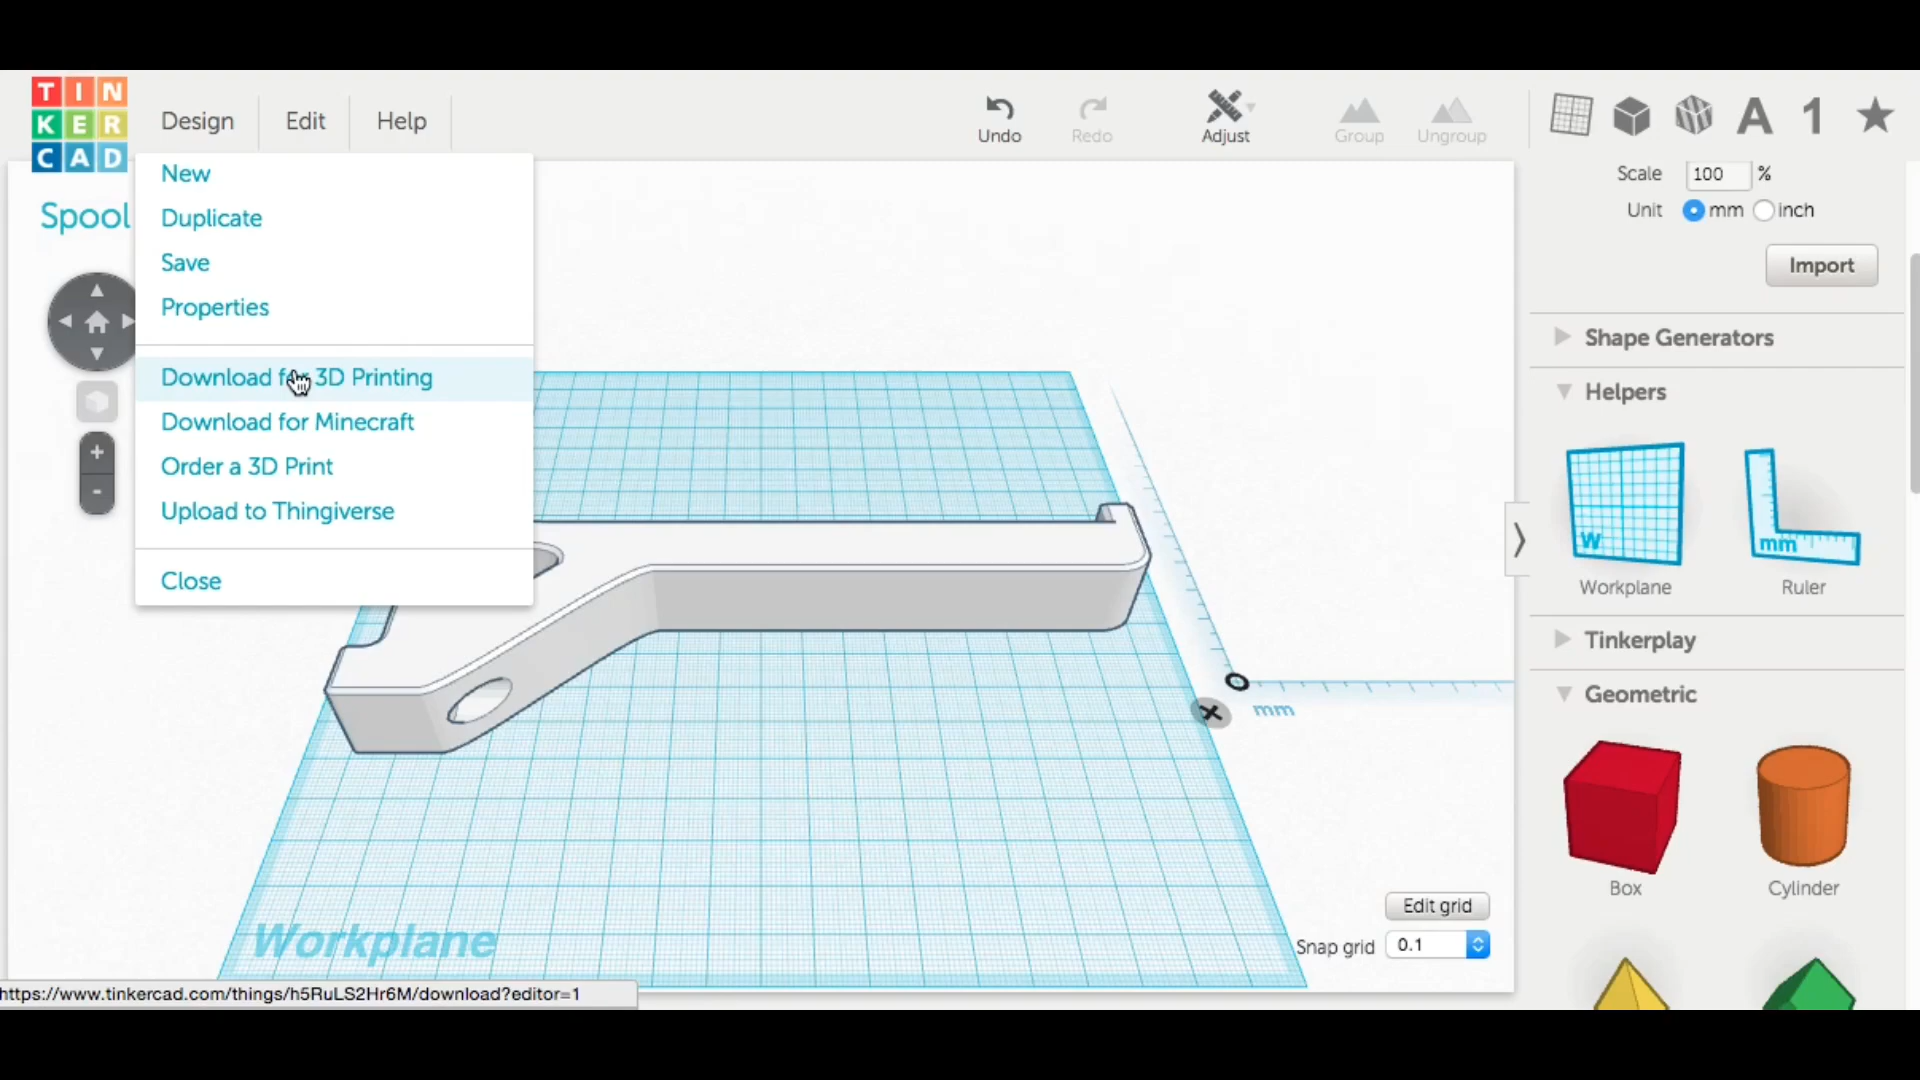 TIN
KER
CAD
Design
Edit
Help
Undo
Redo
Adjust
Group
Ungroup
A
1
New
Duplicate
Save
Properties
Download for 3D Printing
Download for Minecraft
Order a 3D Print
Upload to Thingiverse
Close
Spool
+
-
Scale 100 %
Unit mm inch
Import
Shape Generators
Helpers
W
mm
Workplane
Ruler
Tinkerplay
Geometric
Box
Cylinder
mm
Workplane
Edit grid
Snap grid 0.1
https://www.tinkercad.com/things/h5RuLS2Hr6M/download?editor=1